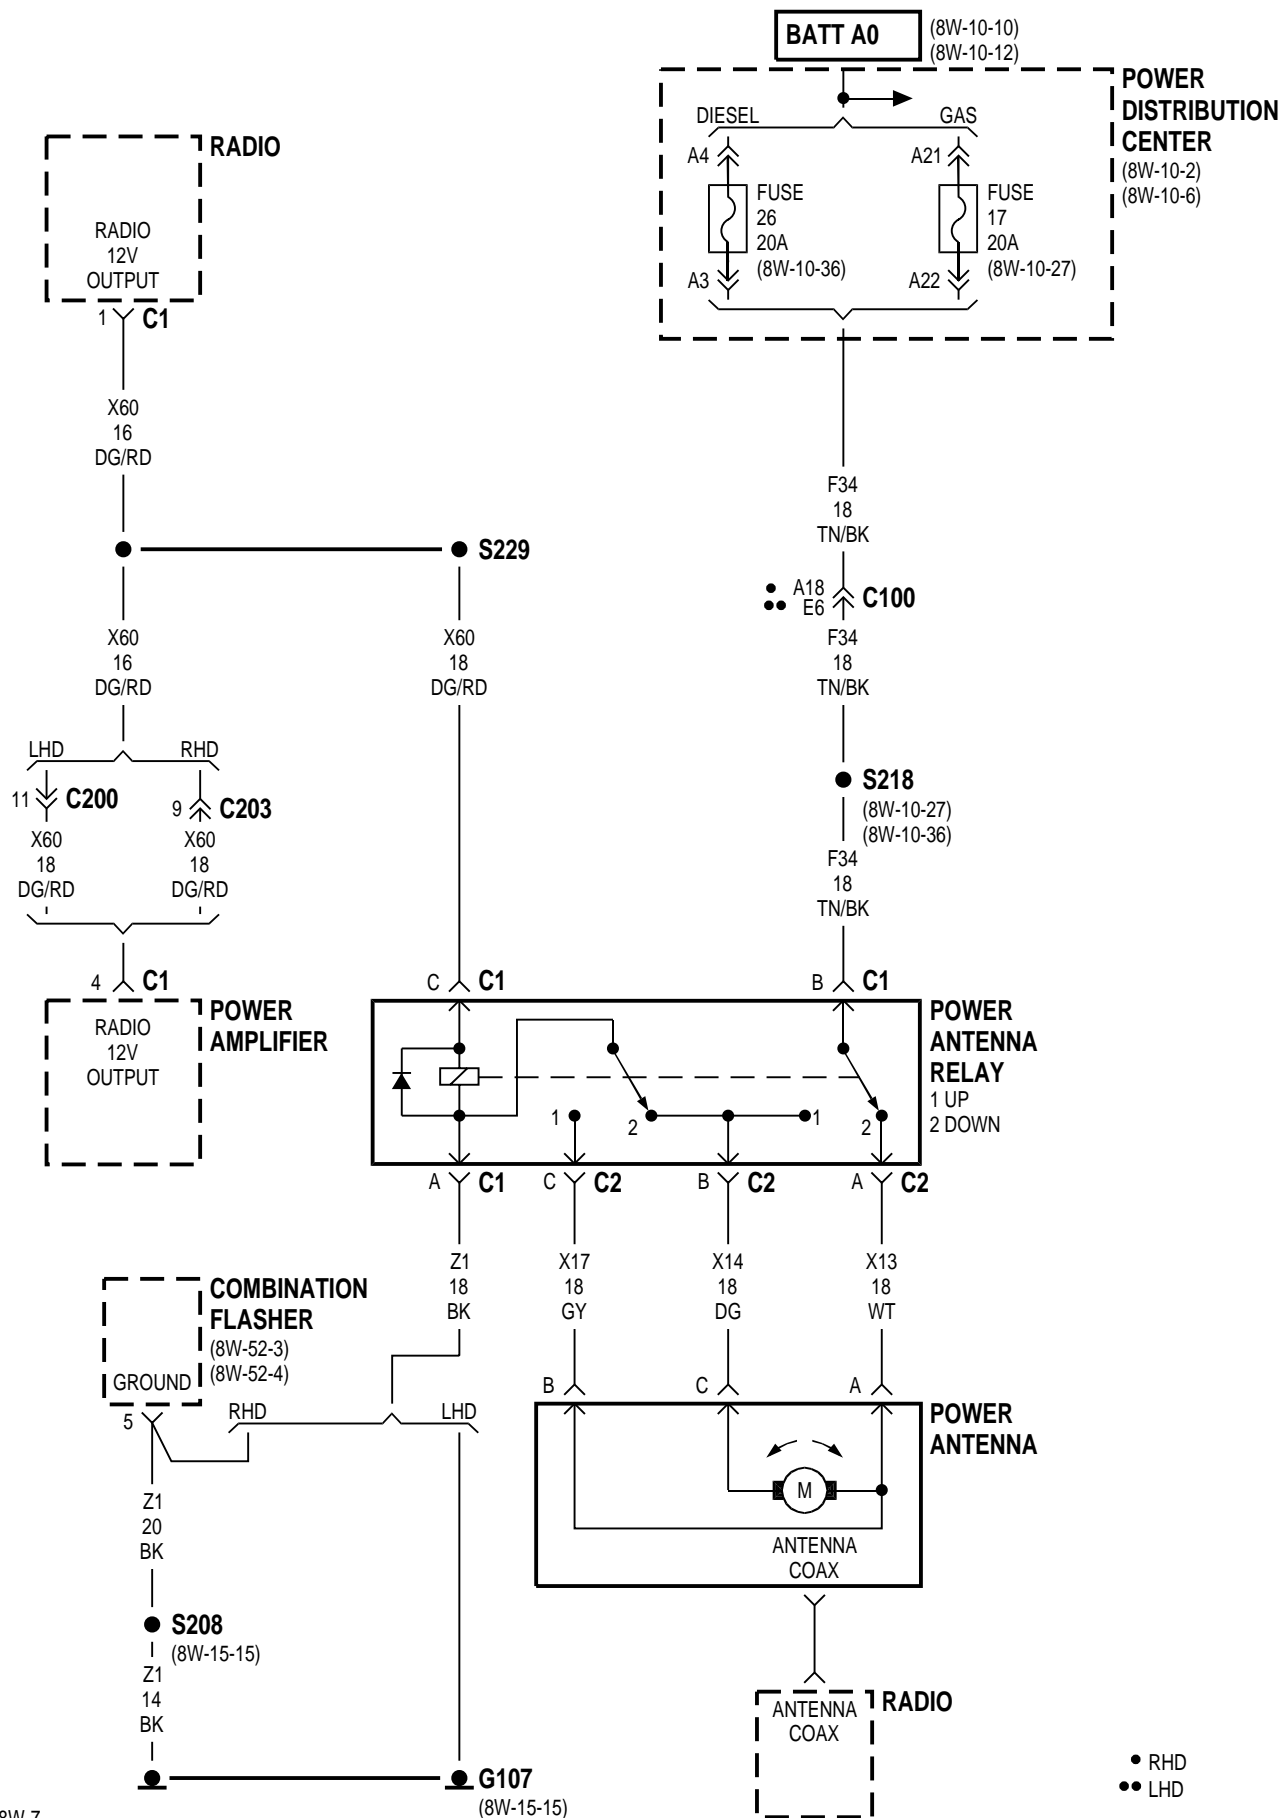 BATT A0
(8W-10-10)
(8W-10-12)
POWER
DISTRIBUTION
CENTER
(8W-10-2)
(8W-10-6)
DIESEL
GAS
A4
A21
FUSE
26
20A
(8W-10-36)
FUSE
17
20A
(8W-10-27)
A3
A22
RADIO
RADIO
12V
OUTPUT
1
C1
X60
16
DG/RD
S229
F34
18
TN/BK
A18
E6
C100
X60
16
DG/RD
X60
18
DG/RD
F34
18
TN/BK
LHD
RHD
11
C200
9
C203
X60
18
DG/RD
X60
18
DG/RD
S218
(8W-10-27)
(8W-10-36)
F34
18
TN/BK
4
C1
C
C1
B
C1
POWER
AMPLIFIER
RADIO
12V
OUTPUT
POWER
ANTENNA
RELAY
1 UP
2 DOWN
1
2
1
2
A
C1
C
C2
B
C2
A
C2
Z1
18
BK
X17
18
GY
X14
18
DG
X13
18
WT
COMBINATION
FLASHER
(8W-52-3)
(8W-52-4)
GROUND
5
RHD
LHD
B
C
A
POWER
ANTENNA
M
ANTENNA
COAX
Z1
20
BK
S208
(8W-15-15)
Z1
14
BK
G107
(8W-15-15)
RADIO
ANTENNA
COAX
RHD
LHD